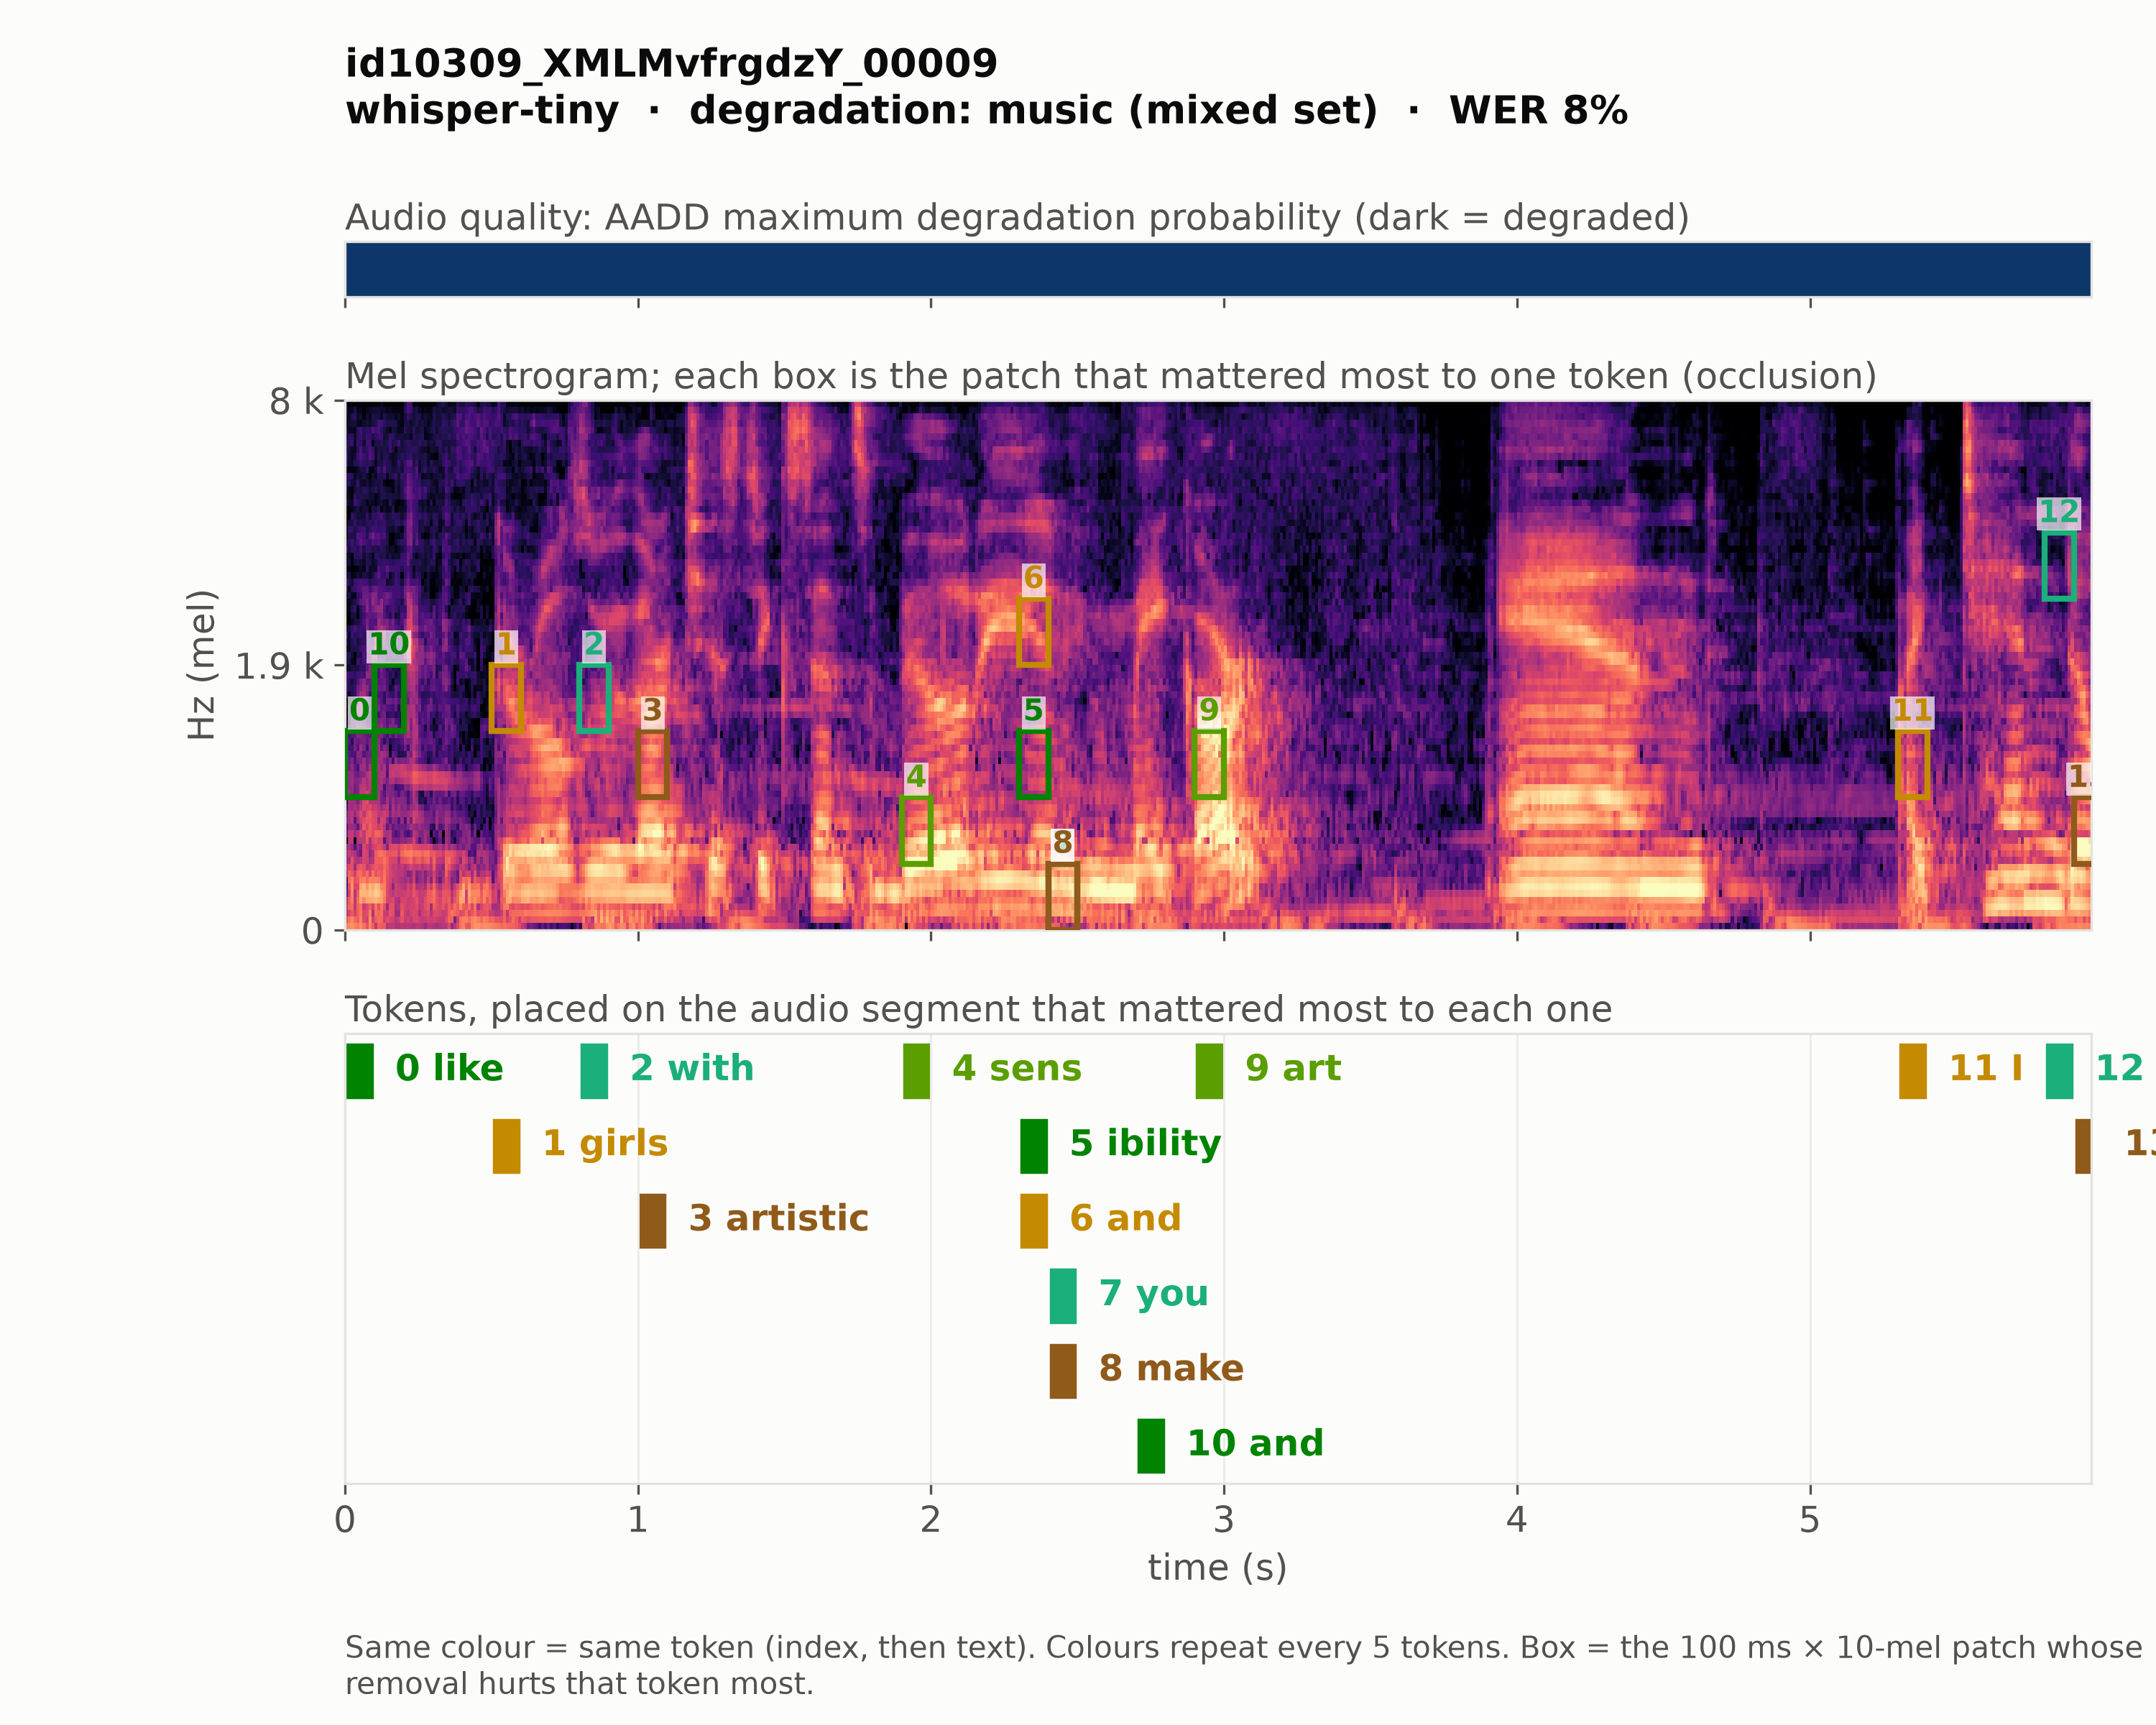 id10309_XMLMvfrgdzY_00009
whisper-tiny · degradation: music (mixed set) · WER 8%
Audio quality: AADD maximum degradation probability (dark = degraded)
Mel spectrogram; each box is the patch that mattered most to one token (occlusion)
8 k
1.9 k
0
Hz (mel)
12
6
10 1 2
0 3 5 9 11
4 1
8
Tokens, placed on the audio segment that mattered most to each one
0 like 2 with 4 sens 9 art 11 I 12
1 girls 5 ibility 13
3 artistic 6 and
7 you
8 make
10 and
0 1 2 3 4 5
time (s)
Same colour = same token (index, then text). Colours repeat every 5 tokens. Box = the 100 ms × 10-mel patch whose
removal hurts that token most.